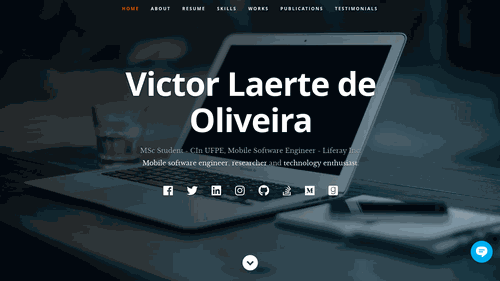 HOME ABOUT RESUME SKILLS WORKS PUBLICATIONS TESTIMONIALS
Victor Laerte de
Oliveira
MSc Student - CIn UFPE, Mobile Software Engineer - Liferay Inc.
Mobile software engineer, researcher and technology enthusiast.